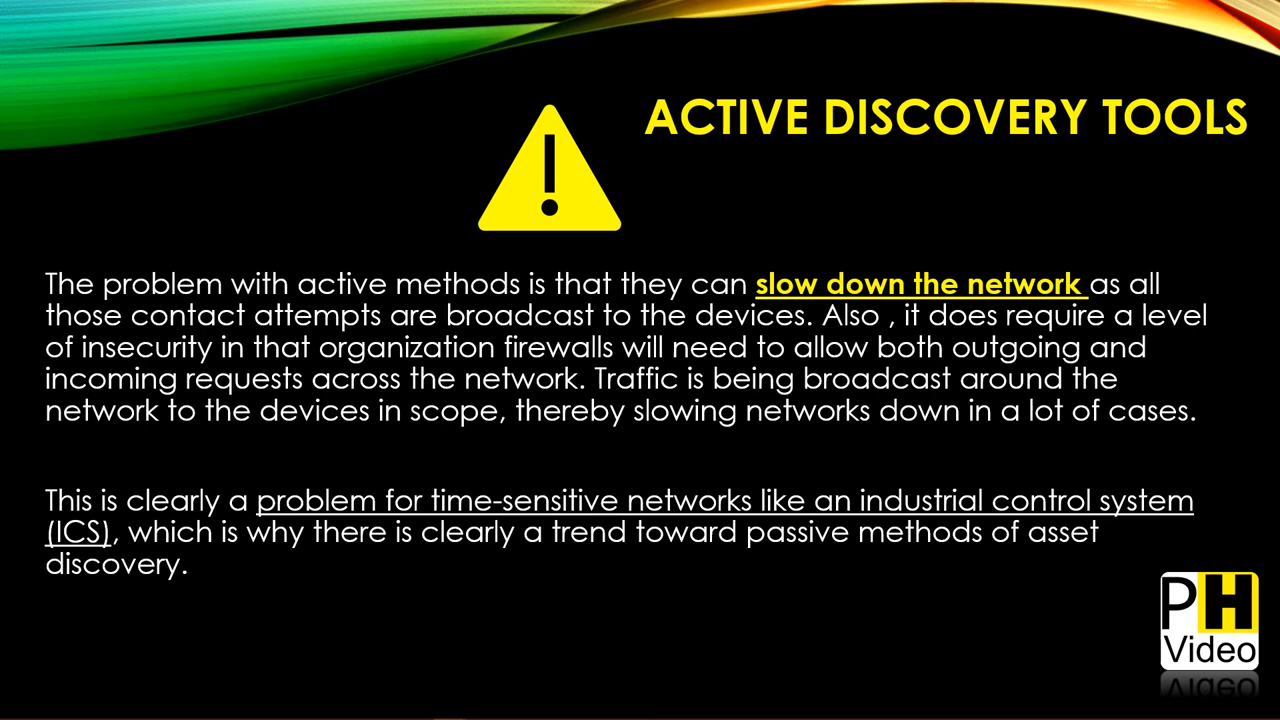 ACTIVE DISCOVERY TOOLS
The problem with active methods is that they can slow down the network as all
those contact attempts are broadcast to the devices. Also , it does require a level
of insecurity in that organization firewalls will need to allow both outgoing and
incoming requests across the network. Traffic is being broadcast around the
network to the devices in scope, thereby slowing networks down in a lot of cases.
This is clearly a problem for time-sensitive networks like an industrial control system
(ICS), which is why there is clearly a trend toward passive methods of asset
discovery.
PH
Video